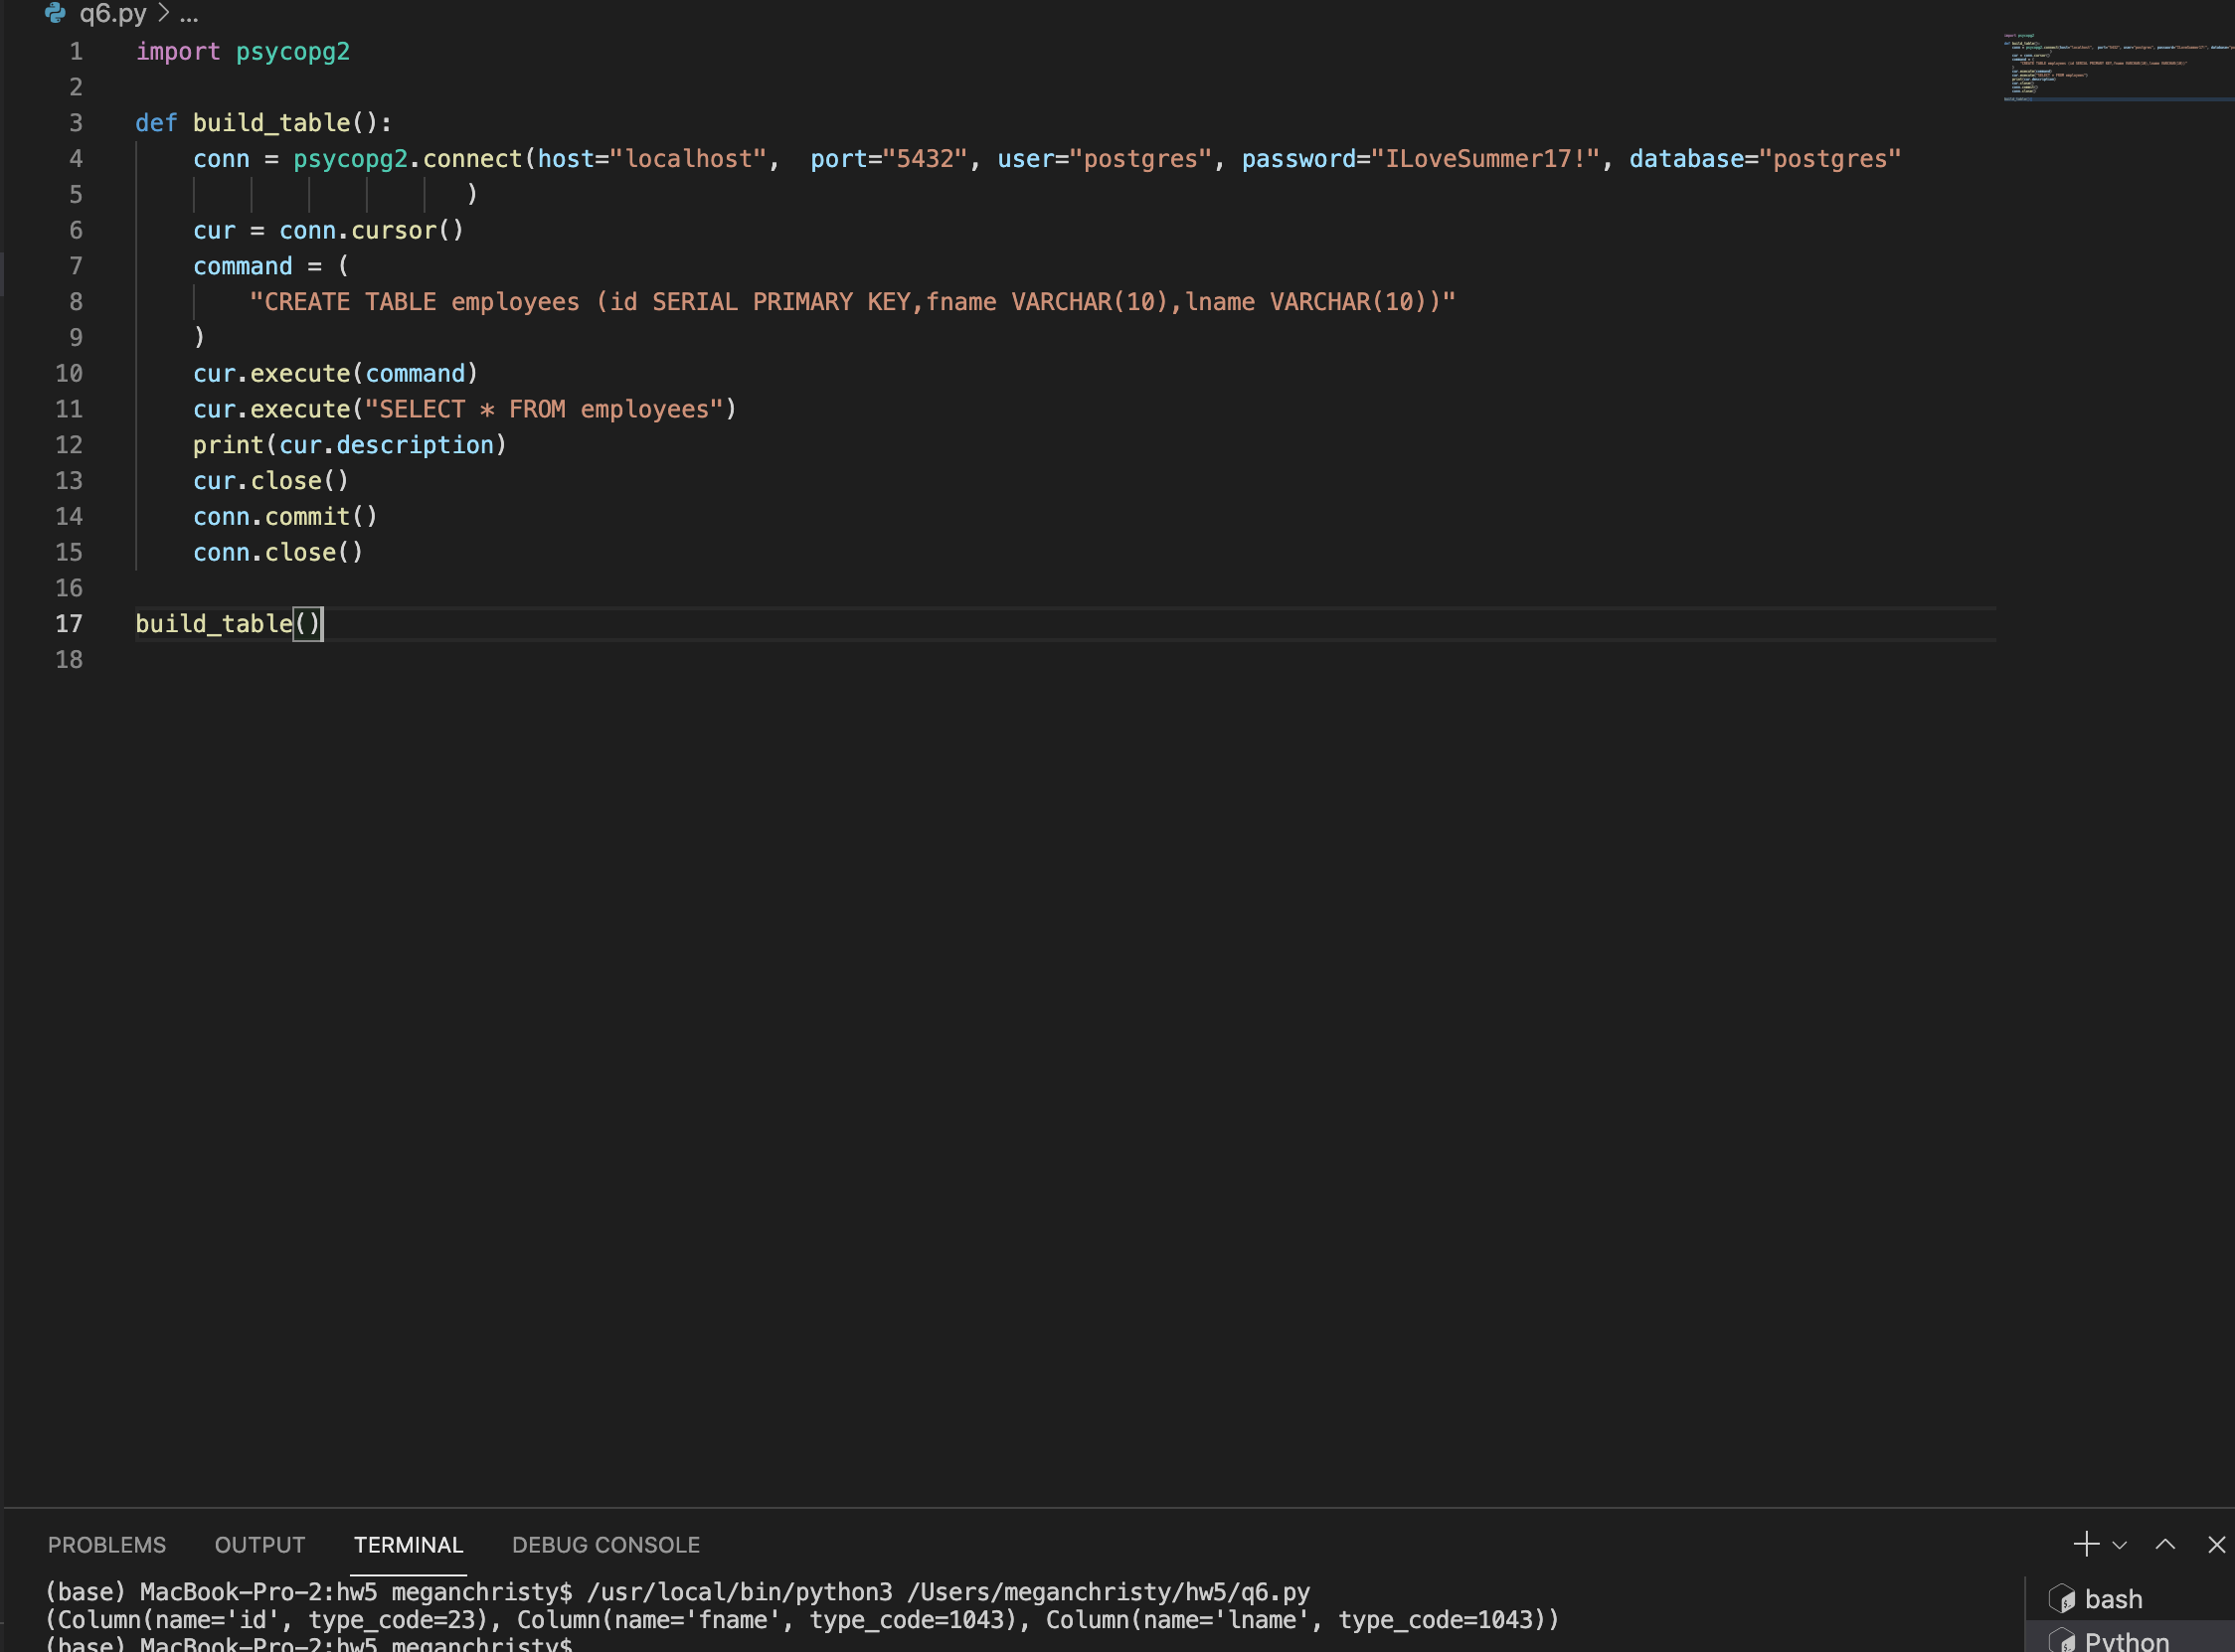 q6.py > ...
1 import psycopg2
2
3 def build_table():
4     conn = psycopg2.connect(host="localhost",  port="5432", user="postgres", password="ILoveSummer17!", database="postgres"
5                        )
6     cur = conn.cursor()
7     command = (
8         "CREATE TABLE employees (id SERIAL PRIMARY KEY,fname VARCHAR(10),lname VARCHAR(10))"
9     )
10     cur.execute(command)
11     cur.execute("SELECT * FROM employees")
12     print(cur.description)
13     cur.close()
14     conn.commit()
15     conn.close()
16
17 build_table()
18
PROBLEMS OUTPUT TERMINAL DEBUG CONSOLE
(base) MacBook-Pro-2:hw5 meganchristy$ /usr/local/bin/python3 /Users/meganchristy/hw5/q6.py
(Column(name='id', type_code=23), Column(name='fname', type_code=1043), Column(name='lname', type_code=1043))
(base) MacBook-Pro-2:hw5 meganchristy$
bash
Python